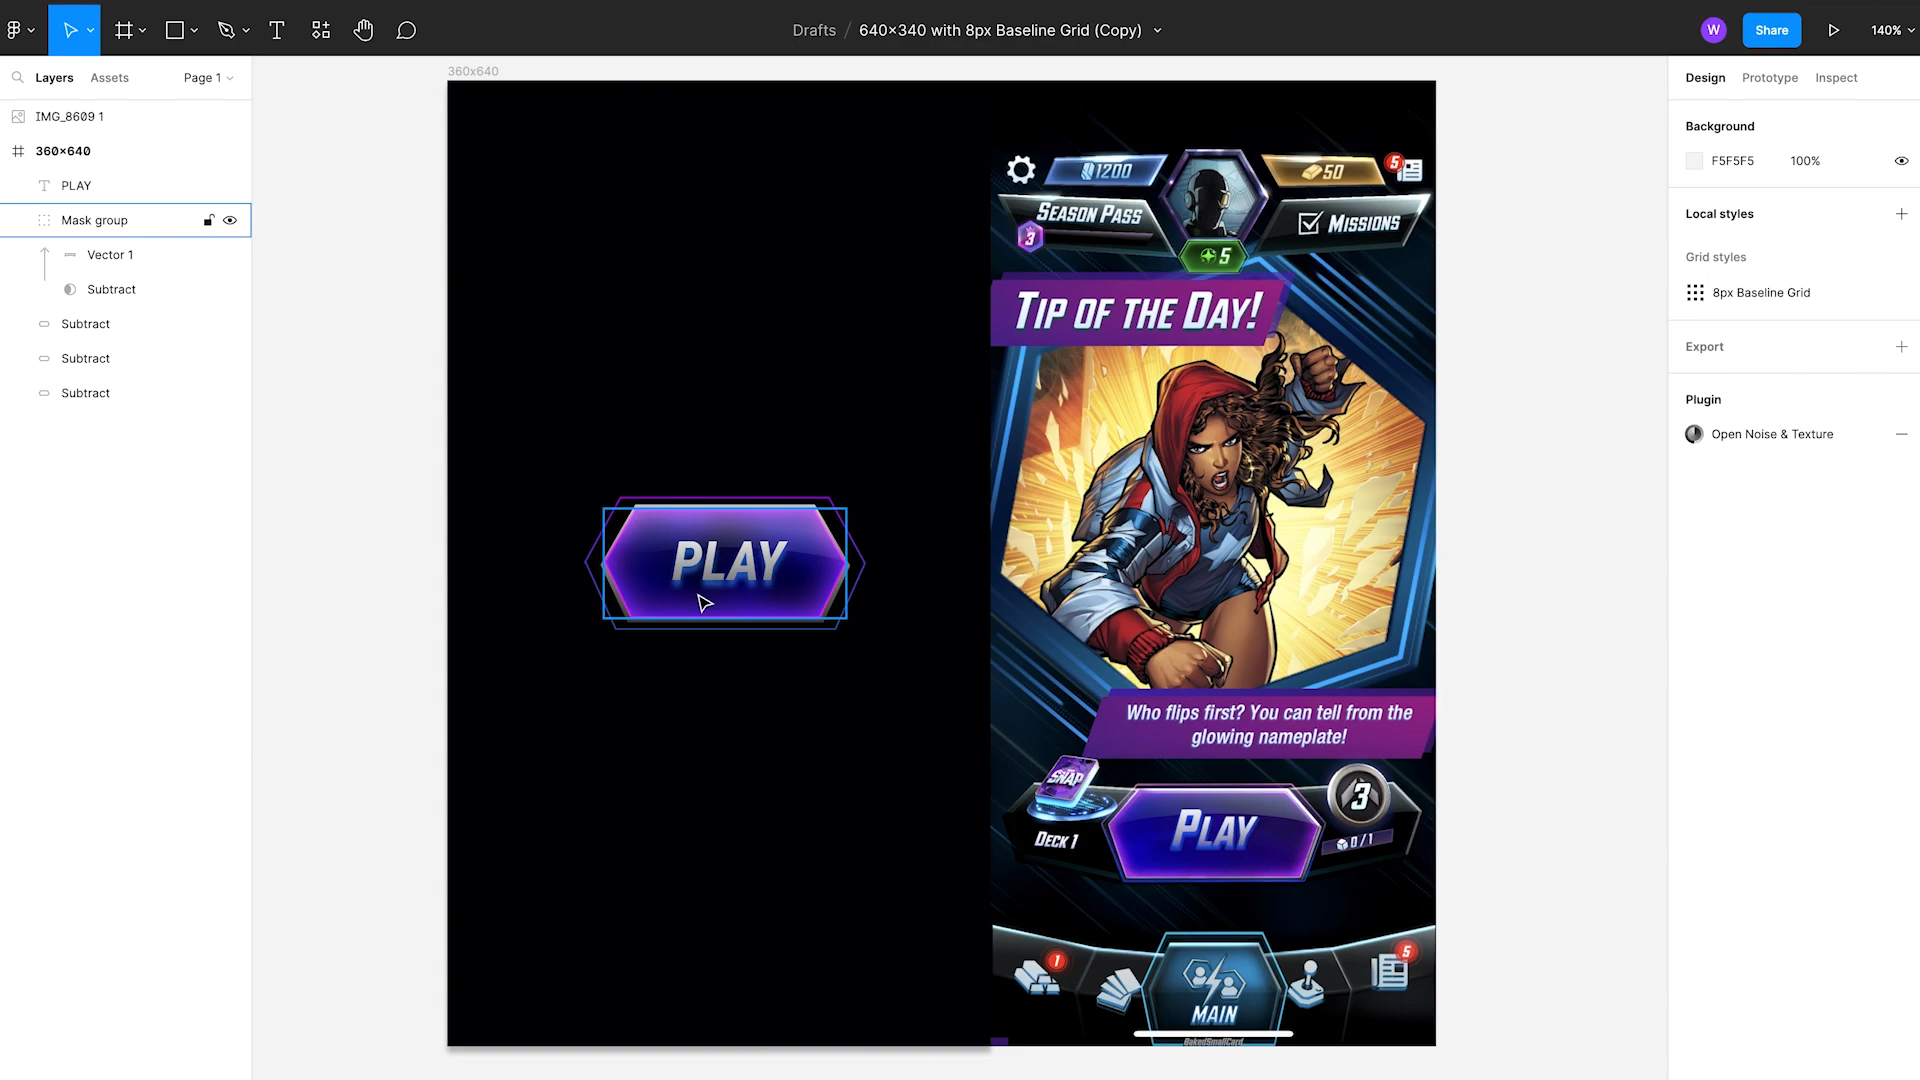 Drafts / 640×340 with 8px Baseline Grid (Copy)
W
Share
140%
Layers
Assets
Page 1
Design
Prototype
Inspect
IMG_8609 1
360×640
PLAY
Mask group
Vector 1
Subtract
Subtract
Subtract
Subtract
360x640
PLAY
1200
50
5
SEASON PASS
3
MISSIONS
5
TIP OF THE DAY!
Who flips first? You can tell from the
glowing nameplate!
SNAP
DECK 1
PLAY
3
0/1
1
5
MAIN
BakedSmallCard
Background
F5F5F5
100%
Local styles
Grid styles
8px Baseline Grid
Export
Plugin
Open Noise & Texture